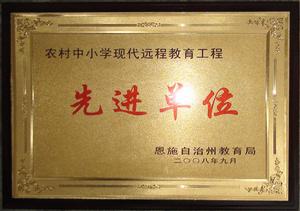 农村中小学现代远程教育工程
先进单位
恩施自治州教育局
二〇〇八年九月